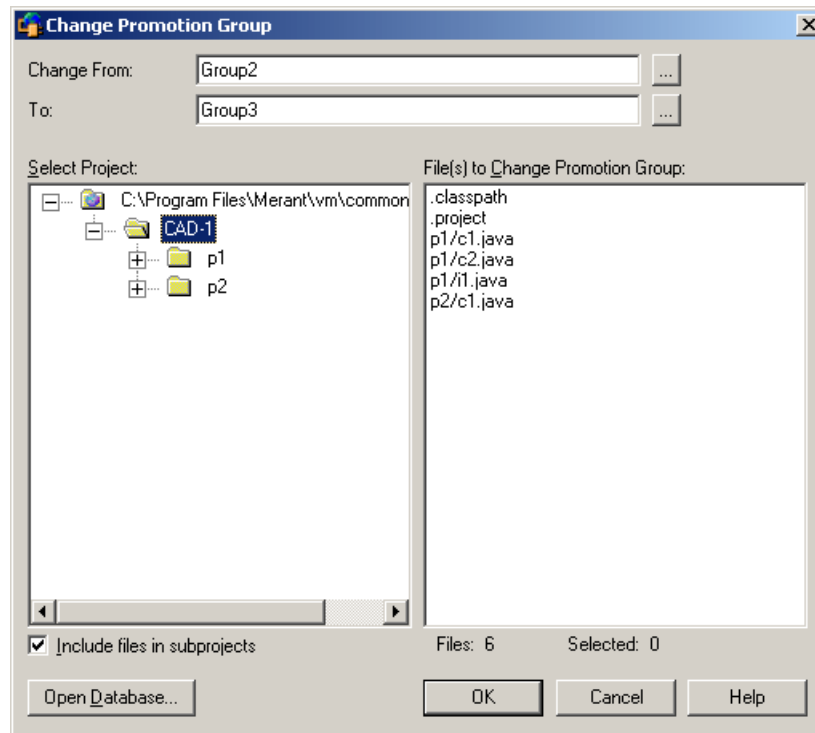 Change Promotion Group
Change From:
Group2
...
To:
Group3
...
Select Project:
C:\Program Files\Merant\vm\common
CAD-1
p1
p2
Include files in subprojects
Open Database...
File(s) to Change Promotion Group:
.classpath
.project
p1/c1.java
p1/c2.java
p1/i1.java
p2/c1.java
Files: 6 Selected: 0
OK Cancel Help